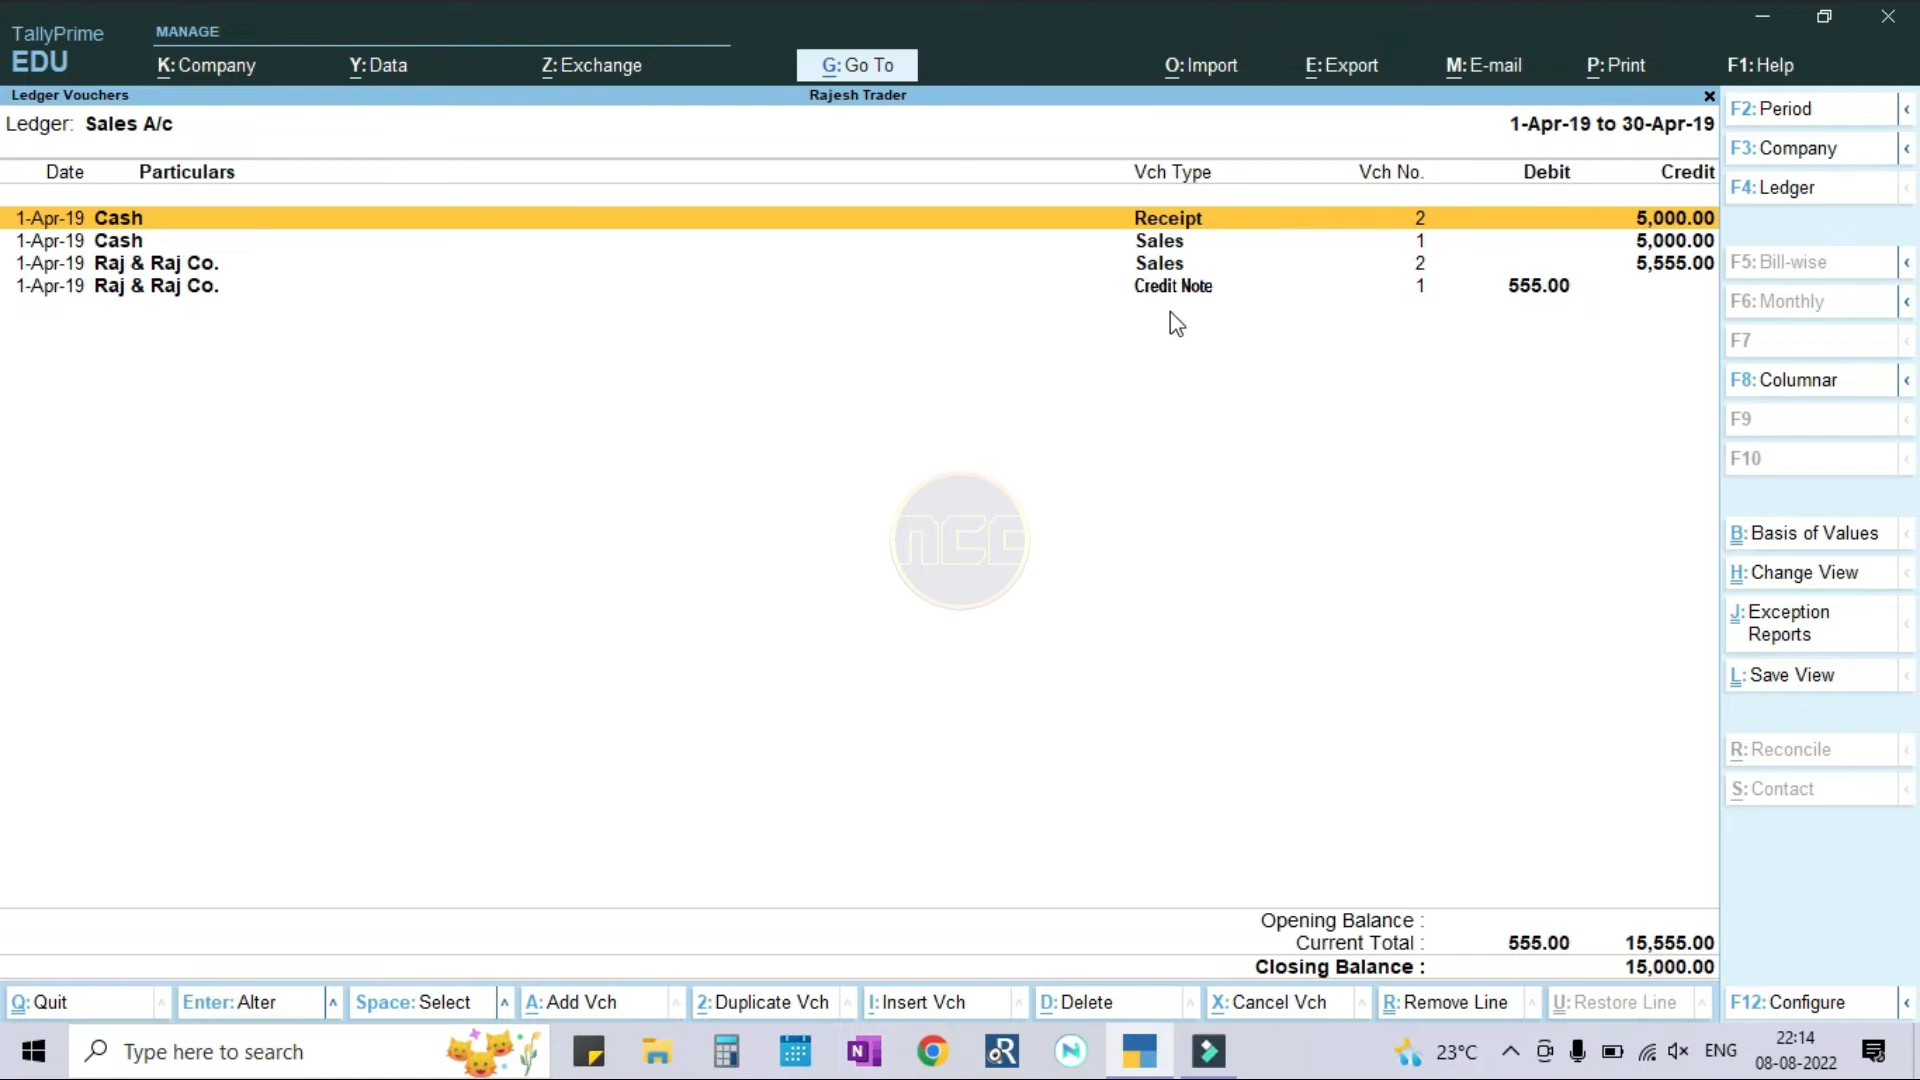 TallyPrime
EDU
MANAGE
K: Company
Y: Data
Z: Exchange
G: Go To
O: Import
E: Export
M: E-mail
P: Print
F1: Help
Ledger Vouchers
Rajesh Trader
Ledger: Sales A/c
1-Apr-19 to 30-Apr-19
Date Particulars Vch Type Vch No. Debit Credit
1-Apr-19 Cash Receipt 2 5,000.00
1-Apr-19 Cash Sales 1 5,000.00
1-Apr-19 Raj & Raj Co. Sales 2 5,555.00
1-Apr-19 Raj & Raj Co. Credit Note 1 555.00
ncc
Opening Balance :
Current Total : 555.00 15,555.00
Closing Balance : 15,000.00
F2: Period
F3: Company
F4: Ledger
F5: Bill-wise
F6: Monthly
F7
F8: Columnar
F9
F10
B: Basis of Values
H: Change View
J: Exception
Reports
L: Save View
R: Reconcile
S: Contact
F12: Configure
Q: Quit
Enter: Alter
Space: Select
A: Add Vch
2: Duplicate Vch
I: Insert Vch
D: Delete
X: Cancel Vch
R: Remove Line
U: Restore Line
Type here to search
23°C
ENG
22:14
08-08-2022